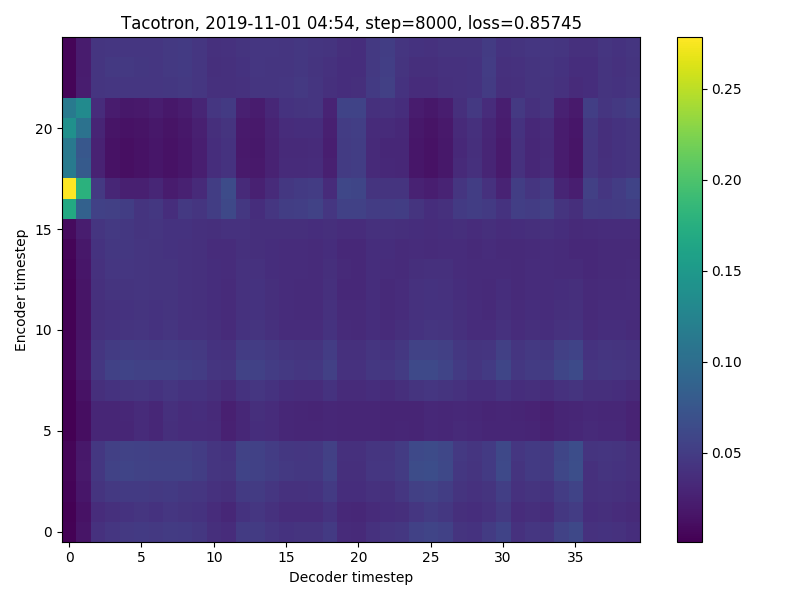 Tacotron, 2019-11-01 04:54, step=8000, loss=0.85745
Encoder timestep
20
15
10
5
0
0 5 10 15 20 25 30 35
Decoder timestep
0.25
0.20
0.15
0.10
0.05